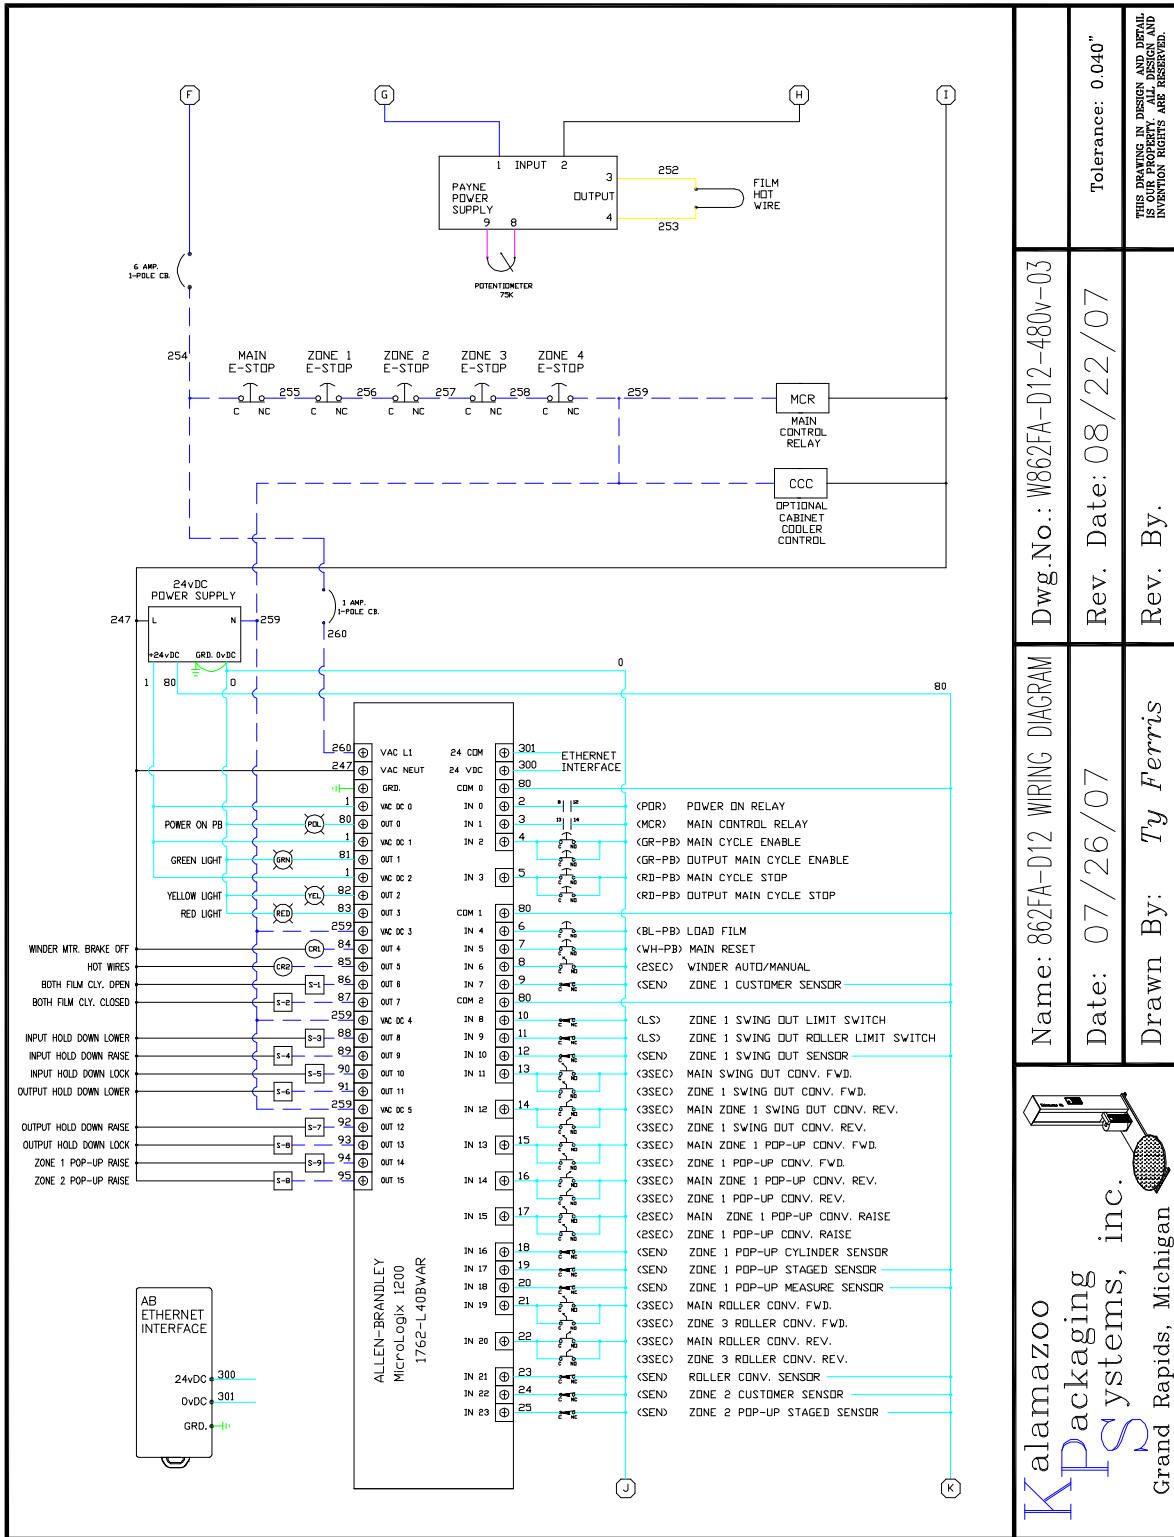 F
G
H
I
1 INPUT 2
PAYNE
POWER
SUPPLY
3
OUTPUT
4
9 8
252
253
FILM
HOT
WIRE
POTENTIOMETER
75K
6 AMP.
1-POLE CB.
254
MAIN
E-STOP
ZONE 1
E-STOP
ZONE 2
E-STOP
ZONE 3
E-STOP
ZONE 4
E-STOP
255 256 257 258 259
C NC C NC C NC C NC C NC
MCR
MAIN
CONTROL
RELAY
CCC
OPTIONAL
CABINET
COOLER
CONTROL
24vDC
POWER SUPPLY
247 L N 259
+24vDC GRD. 0vDC
1 80 0
1 AMP.
1-POLE CB.
260
0
80
260 VAC L1
247 VAC NEUT
GRD.
1 VAC DC 0
POWER ON PB POL 80 OUT 0
1 VAC DC 1
GREEN LIGHT GRN 81 OUT 1
1 VAC DC 2
YELLOW LIGHT YEL 82 OUT 2
RED LIGHT RED 83 OUT 3
259 VAC DC 3
WINDER MTR. BRAKE OFF CR1 84 OUT 4
HOT WIRES CR2 85 OUT 5
BOTH FILM CLY. OPEN S-1 86 OUT 6
BOTH FILM CLY. CLOSED S-2 87 OUT 7
259 VAC DC 4
INPUT HOLD DOWN LOWER S-3 88 OUT 8
INPUT HOLD DOWN RAISE S-4 89 OUT 9
INPUT HOLD DOWN LOCK S-5 90 OUT 10
OUTPUT HOLD DOWN LOWER S-6 91 OUT 11
259 VAC DC 5
OUTPUT HOLD DOWN RAISE S-7 92 OUT 12
OUTPUT HOLD DOWN LOCK S-8 93 OUT 13
ZONE 1 POP-UP RAISE S-9 94 OUT 14
ZONE 2 POP-UP RAISE S-8 95 OUT 15
24 COM 301
24 VDC 300
ETHERNET
INTERFACE
COM 0 80
IN 0 2 (POR) POWER ON RELAY
IN 1 3 13 14 (MCR) MAIN CONTROL RELAY
IN 2 4 (GR-PB) MAIN CYCLE ENABLE
(GR-PB) OUTPUT MAIN CYCLE ENABLE
IN 3 5 (RD-PB) MAIN CYCLE STOP
(RD-PB) OUTPUT MAIN CYCLE STOP
COM 1 80
IN 4 6 (BL-PB) LOAD FILM
IN 5 7 (WH-PB) MAIN RESET
IN 6 8 (2SEC) WINDER AUTO/MANUAL
IN 7 9 (SEN) ZONE 1 CUSTOMER SENSOR
COM 2 80
IN 8 10 (LS) ZONE 1 SWING OUT LIMIT SWITCH
IN 9 11 (LS) ZONE 1 SWING OUT ROLLER LIMIT SWITCH
IN 10 12 (SEN) ZONE 1 SWING OUT SENSOR
IN 11 13 (3SEC) MAIN SWING OUT CONV. FWD.
(3SEC) ZONE 1 SWING OUT CONV. FWD.
IN 12 14 (3SEC) MAIN ZONE 1 SWING OUT CONV. REV.
(3SEC) ZONE 1 SWING OUT CONV. REV.
IN 13 15 (3SEC) MAIN ZONE 1 POP-UP CONV. FWD.
(3SEC) ZONE 1 POP-UP CONV. FWD.
IN 14 16 (3SEC) MAIN ZONE 1 POP-UP CONV. REV.
(3SEC) ZONE 1 POP-UP CONV. REV.
IN 15 17 (2SEC) MAIN ZONE 1 POP-UP CONV. RAISE
(2SEC) ZONE 1 POP-UP CONV. RAISE
IN 16 18 (SEN) ZONE 1 POP-UP CYLINDER SENSOR
IN 17 19 (SEN) ZONE 1 POP-UP STAGED SENSOR
IN 18 20 (SEN) ZONE 1 POP-UP MEASURE SENSOR
IN 19 21 (3SEC) MAIN ROLLER CONV. FWD.
(3SEC) ZONE 3 ROLLER CONV. FWD.
IN 20 22 (3SEC) MAIN ROLLER CONV. REV.
(3SEC) ZONE 3 ROLLER CONV. REV.
IN 21 23 (SEN) ROLLER CONV. SENSOR
IN 22 24 (SEN) ZONE 2 CUSTOMER SENSOR
IN 23 25 (SEN) ZONE 2 POP-UP STAGED SENSOR
ALLEN-BRANDLEY
MicroLogix 1200
1762-L40BWAR
AB
ETHERNET
INTERFACE
24vDC 300
0vDC 301
GRD.
J
K
Kalamazoo
Packaging
Systems, inc.
Grand Rapids, Michigan
Name: 862FA-D12 WIRING DIAGRAM
Date: 07/26/07
Drawn By: Ty Ferris
Dwg.No.: W862FA-D12-480v-03
Rev. Date: 08/22/07
Rev. By.
Tolerance: 0.040"
THIS DRAWING IN DESIGN AND DETAIL
IS OUR PROPERTY. ALL DESIGN AND
INVENTION RIGHTS ARE RESERVED.